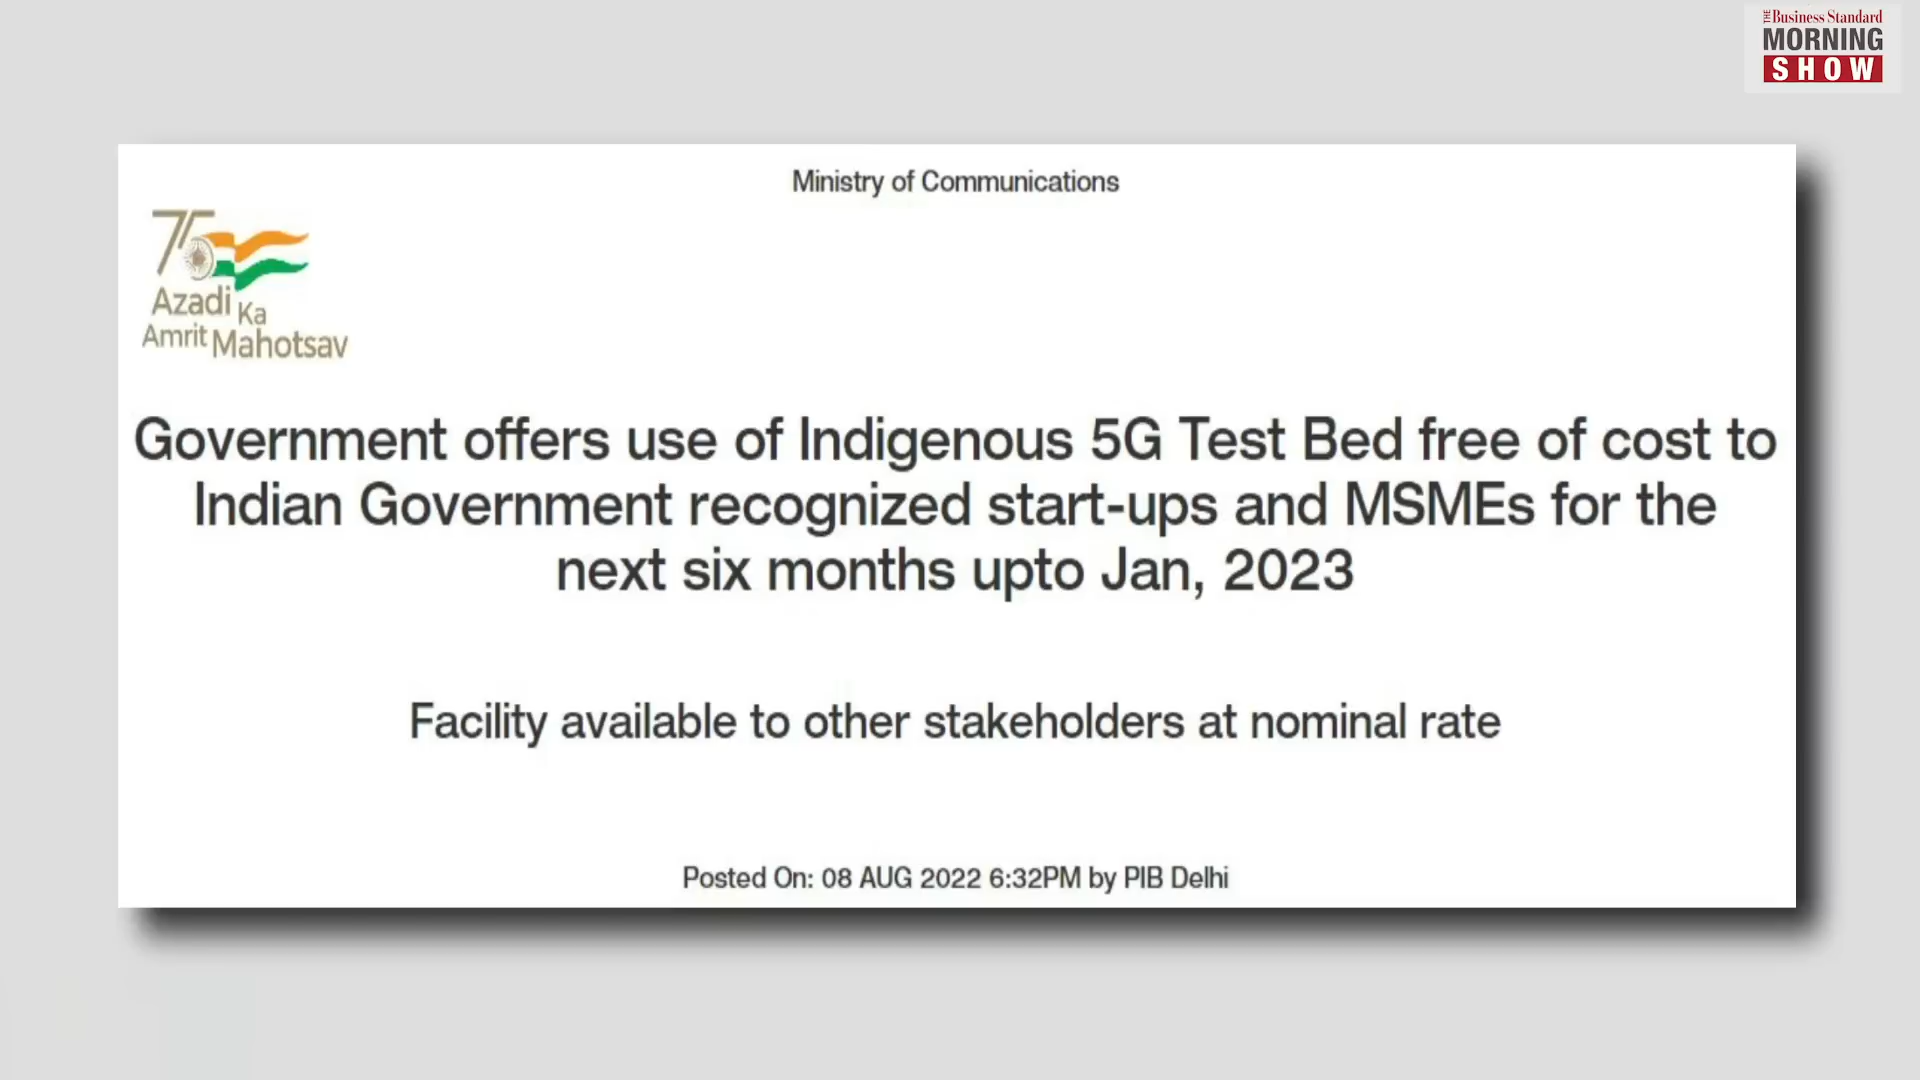 THE Business Standard
MORNING
SHOW
Ministry of Communications
75
Azadi Ka
Amrit Mahotsav
Government offers use of Indigenous 5G Test Bed free of cost to
Indian Government recognized start-ups and MSMEs for the
next six months upto Jan, 2023
Facility available to other stakeholders at nominal rate
Posted On: 08 AUG 2022 6:32PM by PIB Delhi